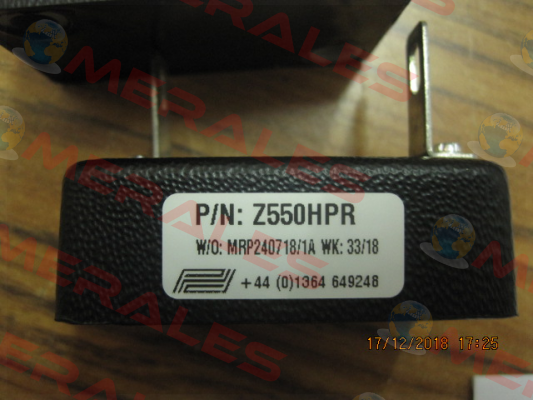 MERALES
P/N: Z550HPR
W/O: MRP240718/1A WK: 33/18
+44 (0)1364 649248
17/12/2018 17:25
MERALES